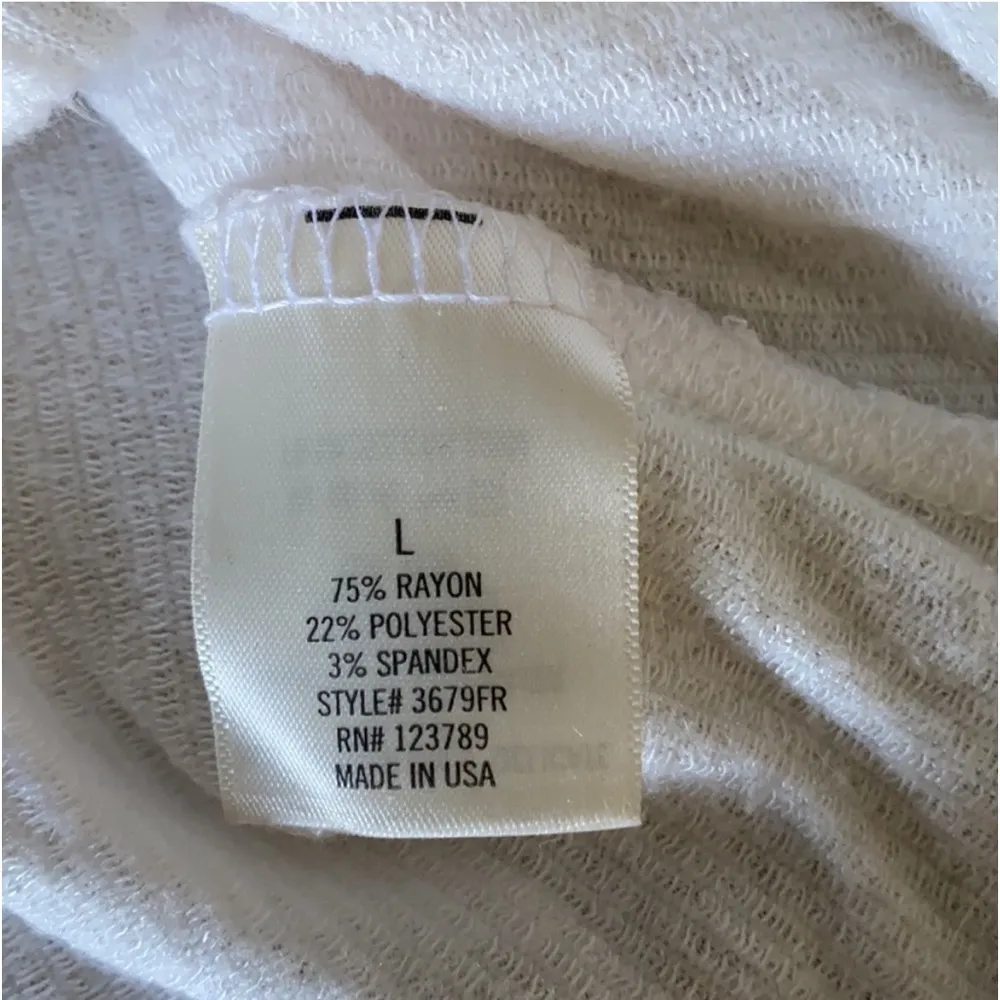 L
75% RAYON
22% POLYESTER
3% SPANDEX
STYLE# 3679FR
RN# 123789
MADE IN USA